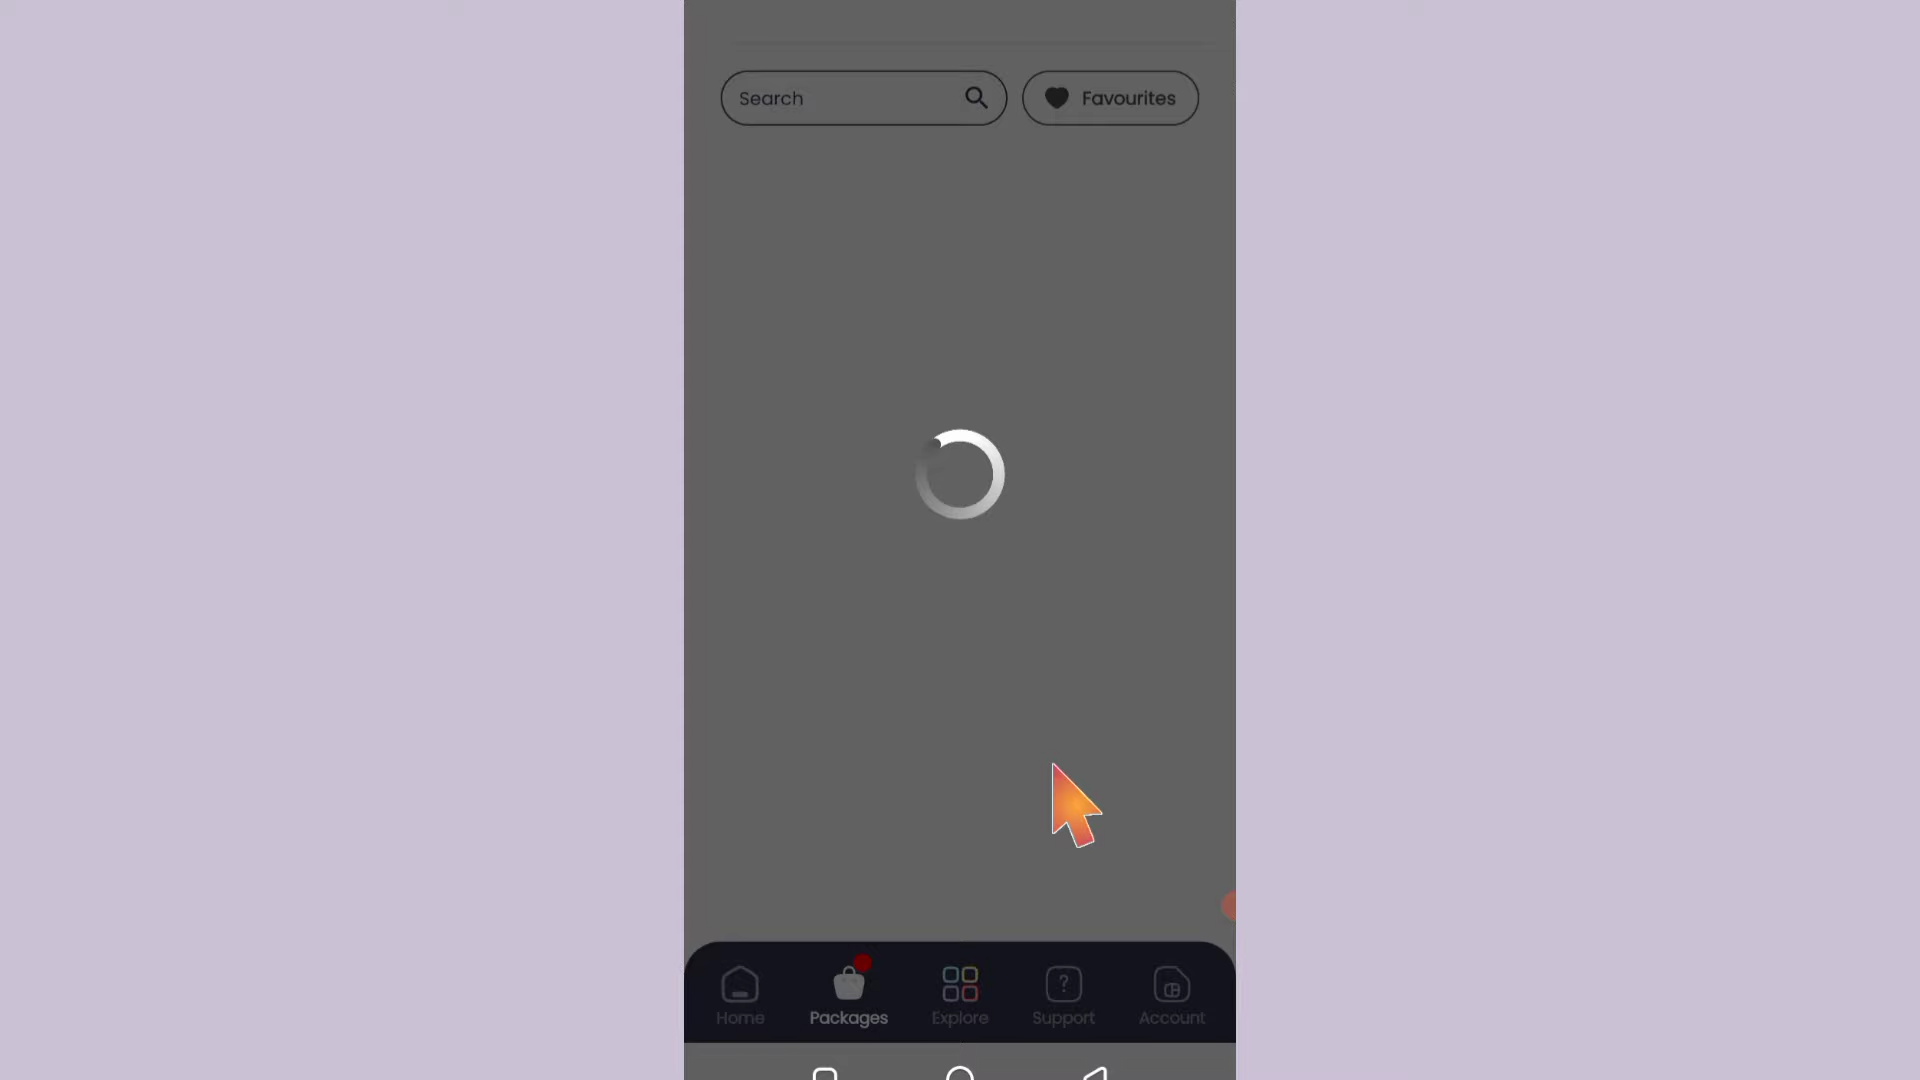 Search
Favourites
Home
Packages
Explore
Support
Account